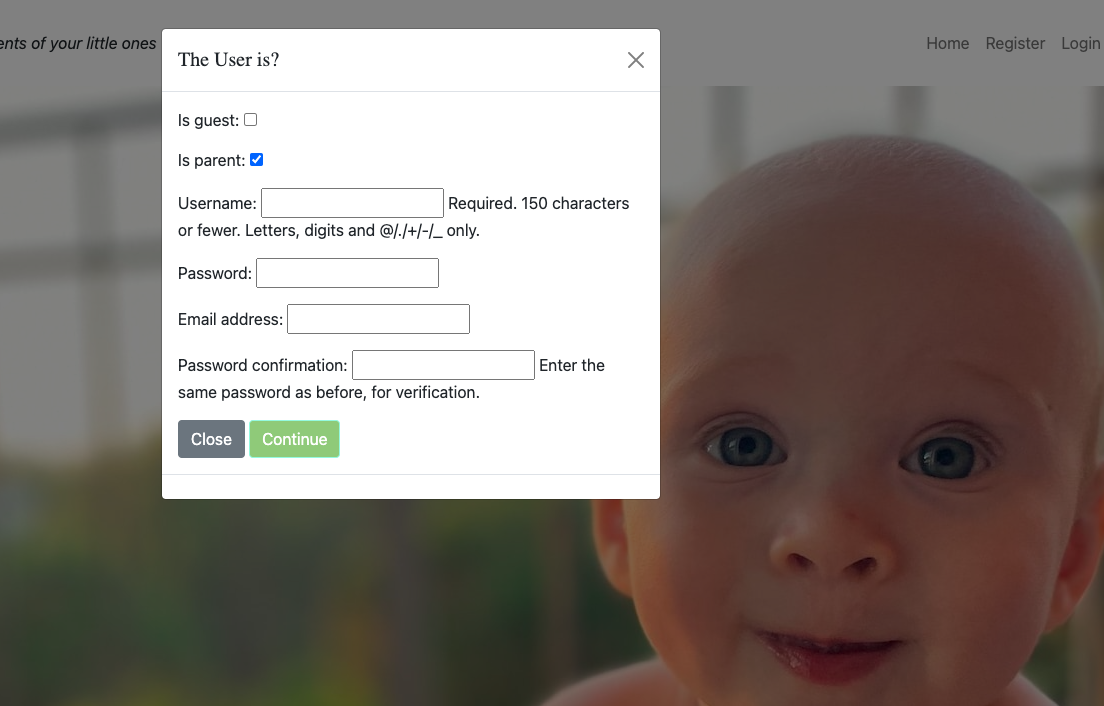 ents of your little ones
Home Register Login
The User is?
Is guest:
Is parent:
Username: Required. 150 characters
or fewer. Letters, digits and @/./+/-/_ only.
Password:
Email address:
Password confirmation: Enter the
same password as before, for verification.
Close Continue